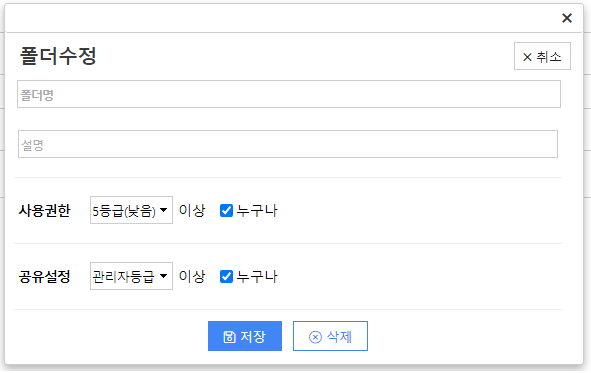 폴더수정
× 취소
폴더명
설명
사용권한 5등급(낮음) 이상 누구나
공유설정 관리자등급 이상 누구나
저장 삭제